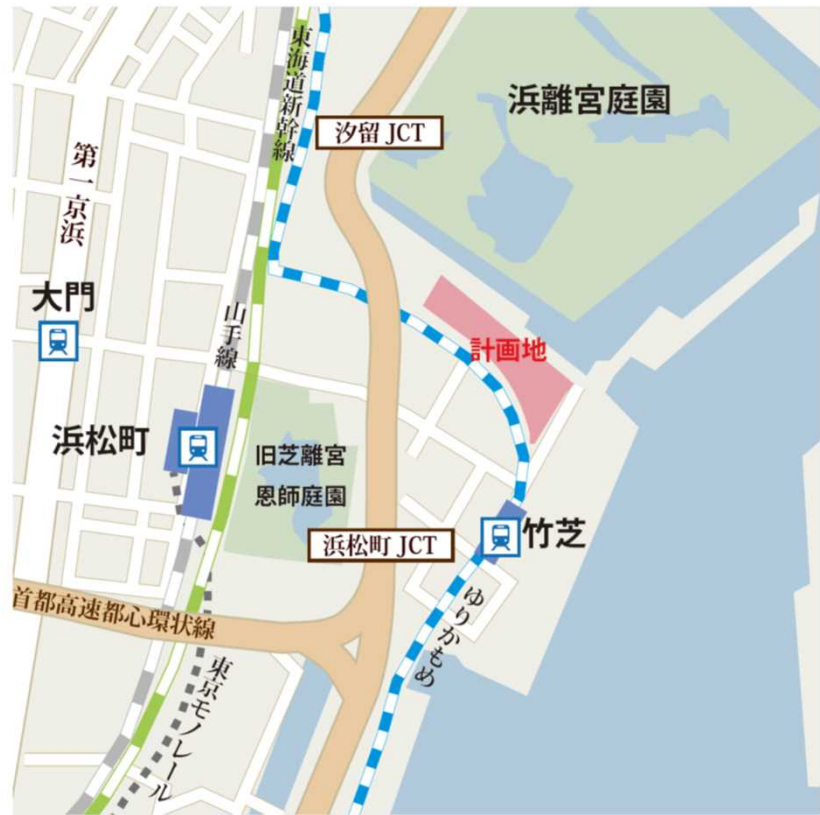 東海道新幹線
浜離宮庭園
汐留 JCT
第一京浜
大門
山手線
計画地
浜松町
旧芝離宮
恩師庭園
浜松町 JCT
竹芝
首都高速都心環状線
ゆりかもめ
東京モノレール